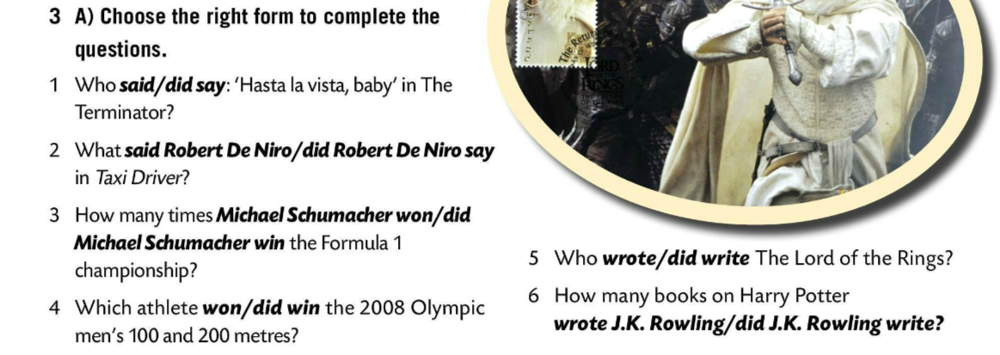 3 A) Choose the right form to complete the
questions.
1 Who said/did say: 'Hasta la vista, baby' in The
Terminator?
2 What said Robert De Niro/did Robert De Niro say
in Taxi Driver?
3 How many times Michael Schumacher won/did
Michael Schumacher win the Formula 1
championship?
4 Which athlete won/did win the 2008 Olympic
men's 100 and 200 metres?
The Return of the King
LORD
RINGS
5 Who wrote/did write The Lord of the Rings?
6 How many books on Harry Potter
wrote J.K. Rowling/did J.K. Rowling write?